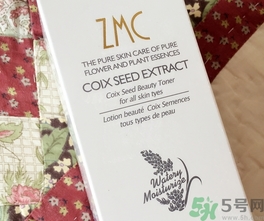 ZMC
THE PURE SKIN CARE OF PURE
FLOWER AND PLANT ESSENCES
COIX SEED EXTRACT
Coix Seed Beauty Toner
for all skin tyes
Lotion beauté Coix Semences
tous types de peau
Watery
Moisturize
5号网